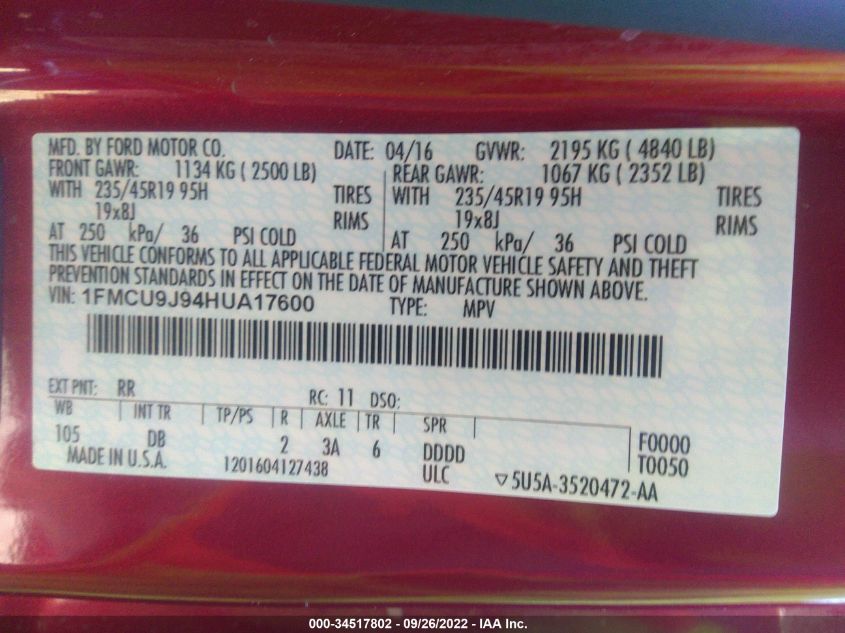 MFD. BY FORD MOTOR CO. DATE: 04/16 GVWR: 2195 KG ( 4840 LB)
FRONT GAWR: 1134 KG ( 2500 LB) REAR GAWR: 1067 KG ( 2352 LB)
WITH 235/45R19 95H TIRES WITH 235/45R19 95H TIRES
19x8J RIMS 19x8J RIMS
AT 250 kPa/ 36 PSI COLD AT 250 kPa/ 36 PSI COLD
THIS VEHICLE CONFORMS TO ALL APPLICABLE FEDERAL MOTOR VEHICLE SAFETY AND THEFT
PREVENTION STANDARDS IN EFFECT ON THE DATE OF MANUFACTURE SHOWN ABOVE.
VIN: 1FMCU9J94HUA17600 TYPE: MPV
EXT PNT: RR RC: 11 DSO:
WB INT TR TP/PS R AXLE TR SPR
105 DB 2 3A 6 DDDD F0000
MADE IN U.S.A. 1201604127438 ULC T0050
▽5U5A-3520472-AA
000-34517802 - 09/26/2022 - IAA Inc.